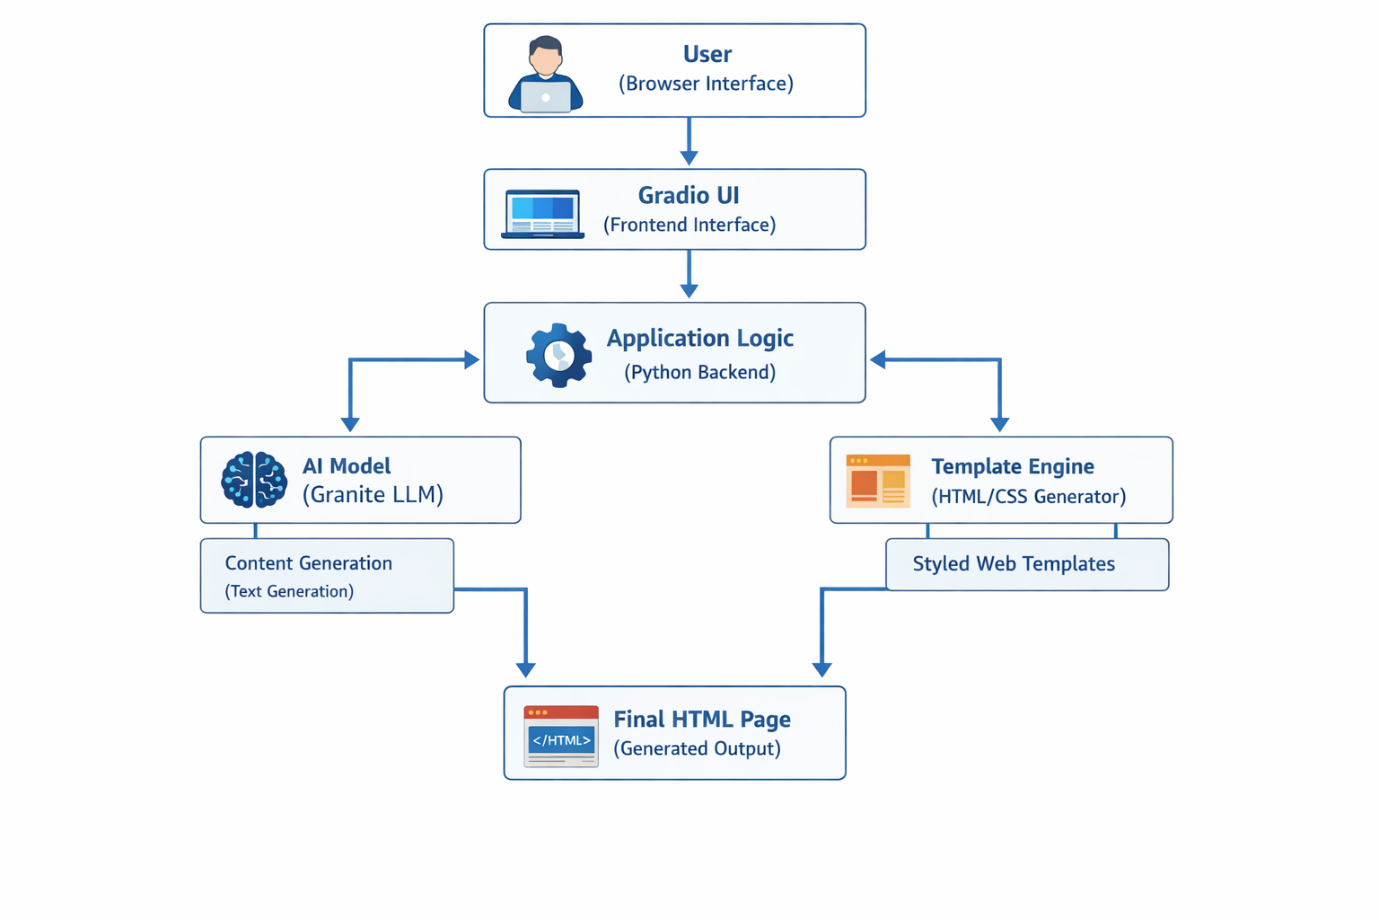 User
(Browser Interface)
Gradio UI
(Frontend Interface)
Application Logic
(Python Backend)
AI Model
(Granite LLM)
Template Engine
(HTML/CSS Generator)
Content Generation
(Text Generation)
Styled Web Templates
</HTML>
Final HTML Page
(Generated Output)